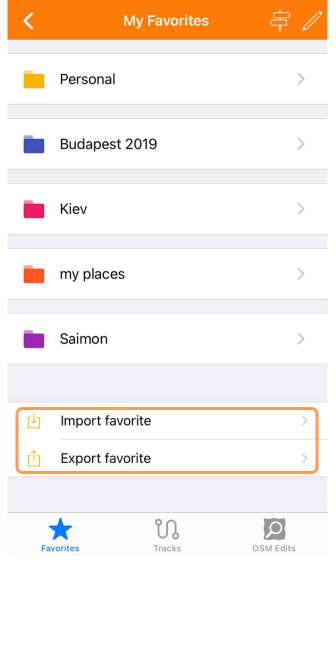 My Favorites
Personal
Budapest 2019
Kiev
my places
Saimon
Import favorite
Export favorite
Favorites Tracks OSM Edits